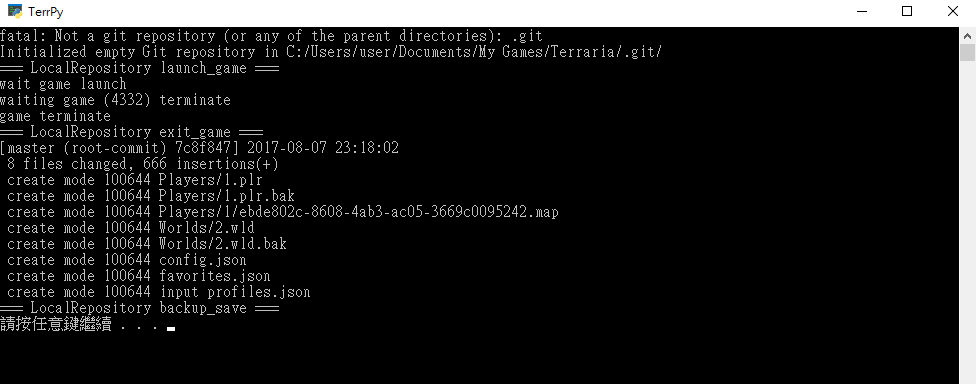 TerrPy
fatal: Not a git repository (or any of the parent directories): .git
Initialized empty Git repository in C:/Users/user/Documents/My Games/Terraria/.git/
=== LocalRepository launch_game ===
wait game launch
waiting game (4332) terminate
game terminate
=== LocalRepository exit_game ===
[master (root-commit) 7c8f847] 2017-08-07 23:18:02
 8 files changed, 666 insertions(+)
 create mode 100644 Players/1.plr
 create mode 100644 Players/1.plr.bak
 create mode 100644 Players/1/ebde802c-8608-4ab3-ac05-3669c0095242.map
 create mode 100644 Worlds/2.wld
 create mode 100644 Worlds/2.wld.bak
 create mode 100644 config.json
 create mode 100644 favorites.json
 create mode 100644 input profiles.json
=== LocalRepository backup_save ===
請按任意鍵繼續 . . .